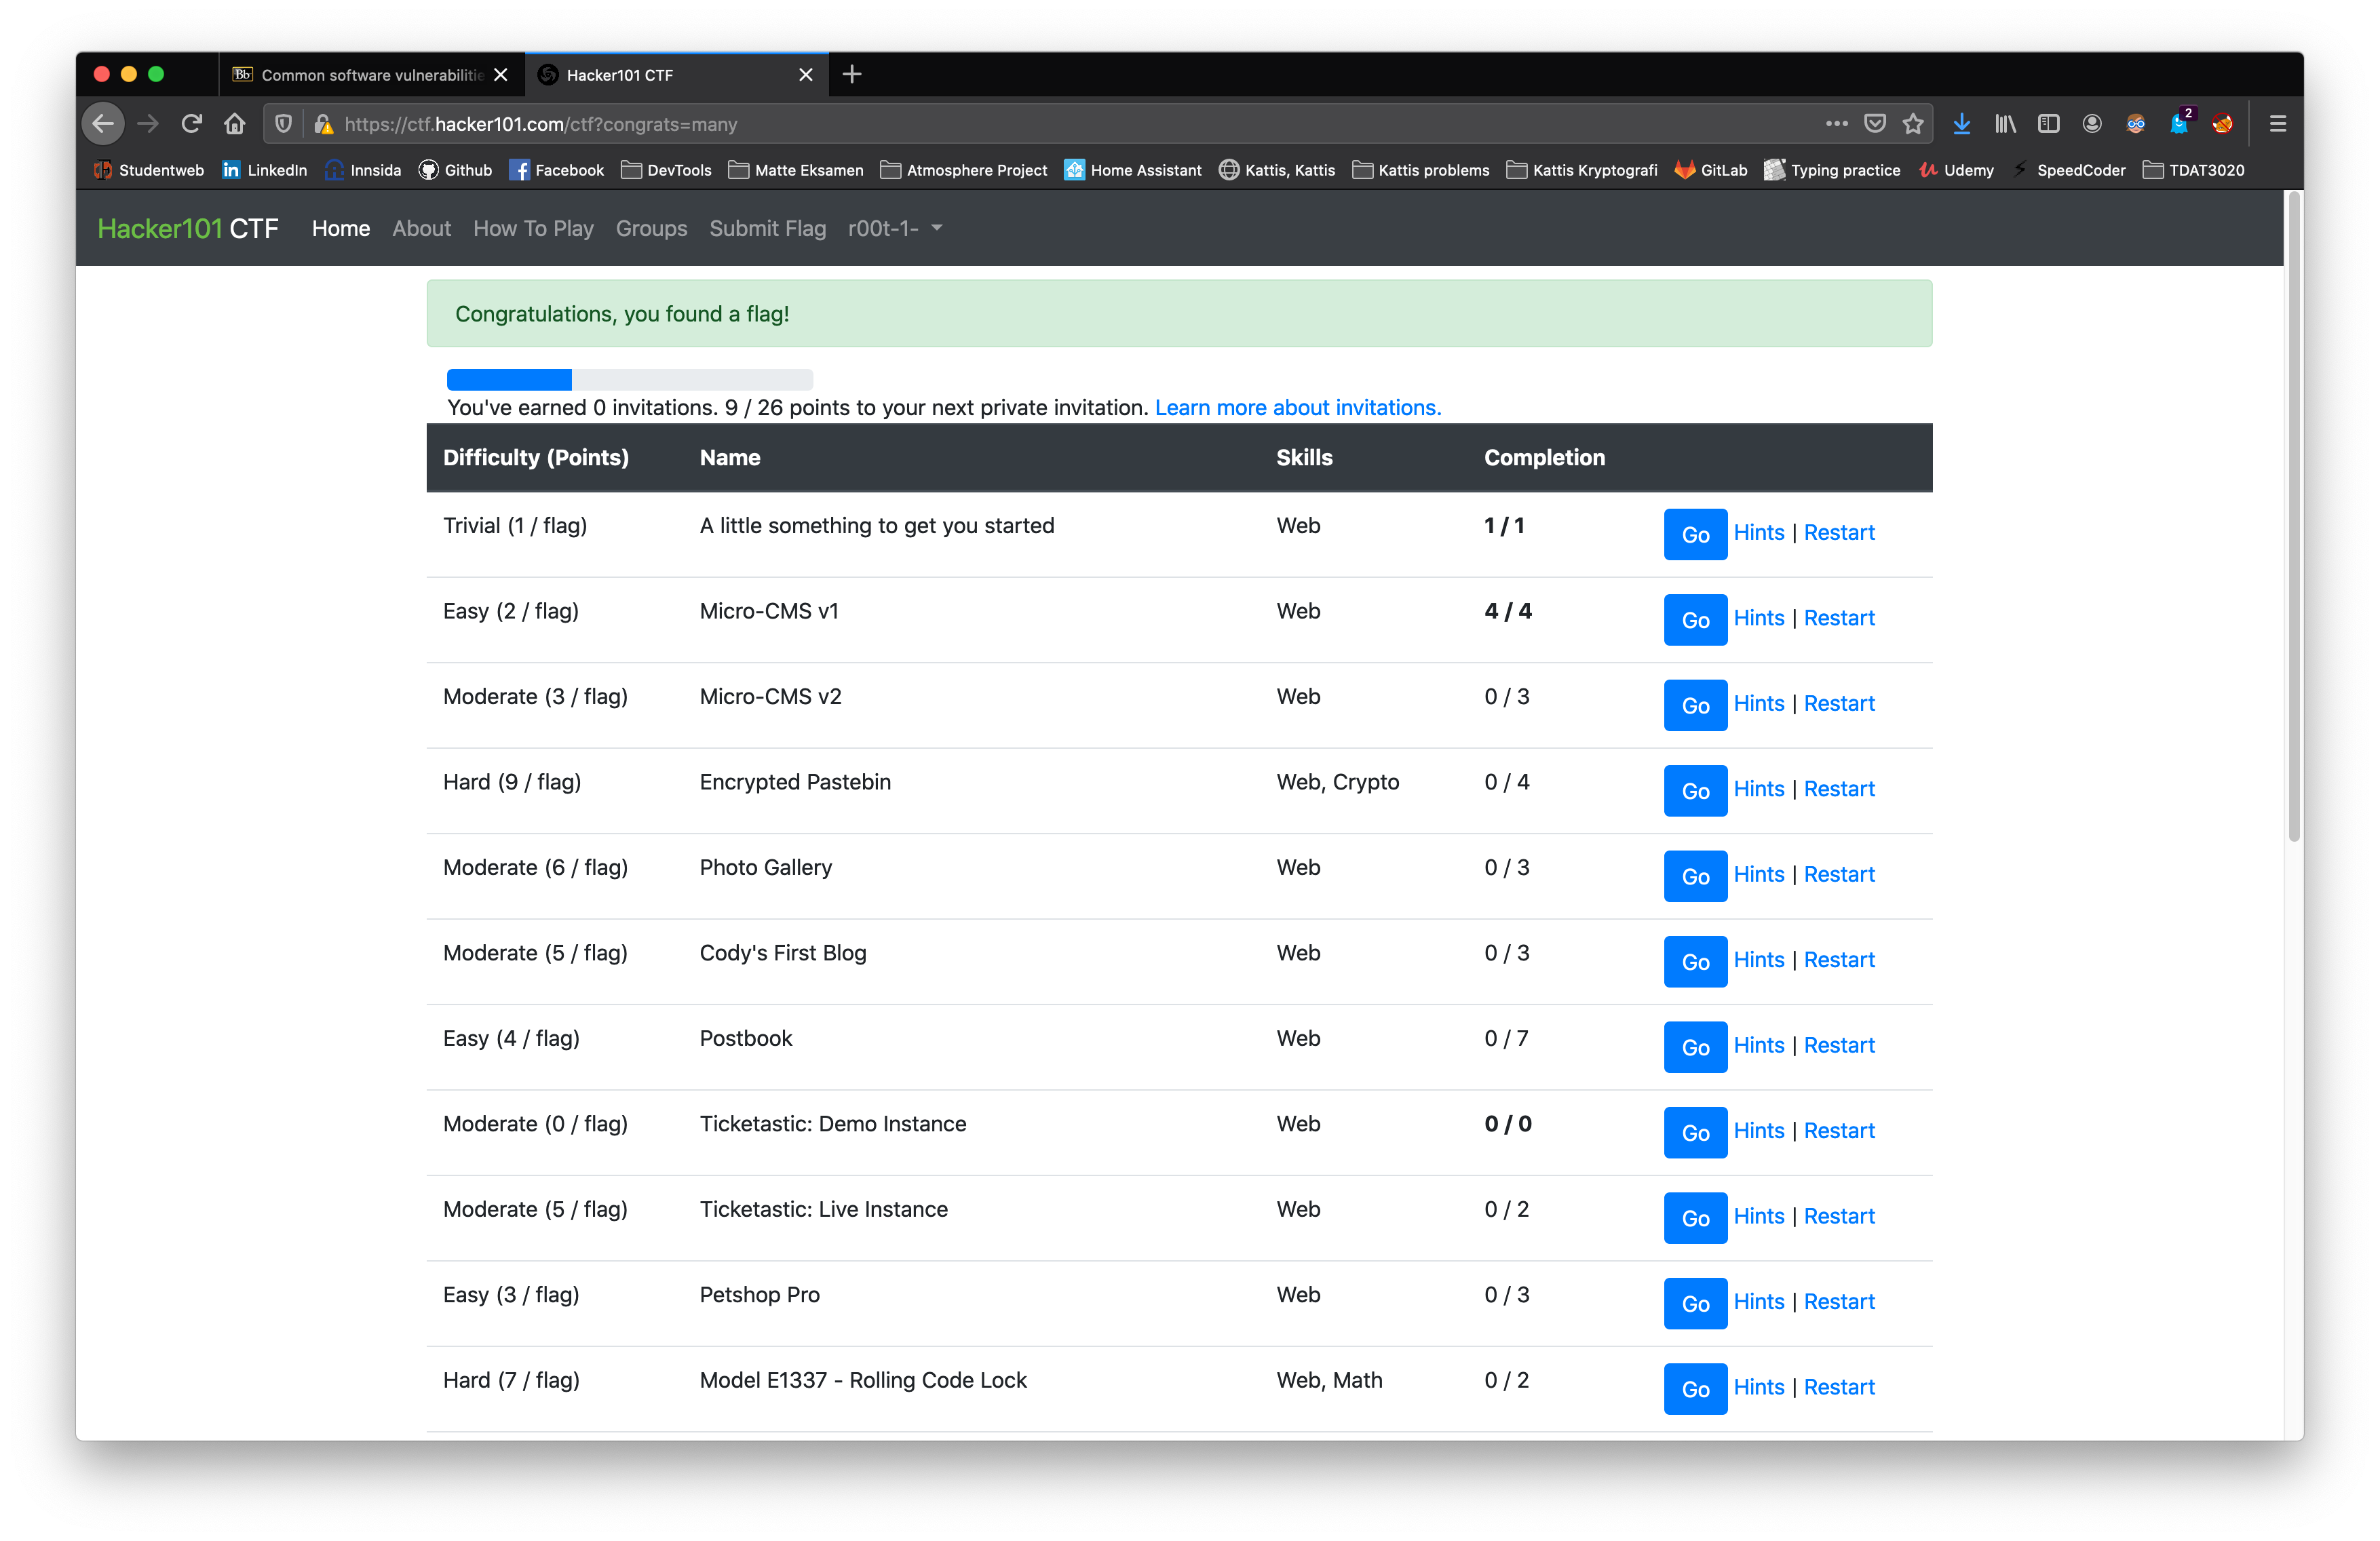 Bb Common software vulnerabilitie
Hacker101 CTF
https://ctf.hacker101.com/ctf?congrats=many
2
Studentweb LinkedIn Innsida Github Facebook DevTools Matte Eksamen Atmosphere Project Home Assistant Kattis, Kattis Kattis problems Kattis Kryptografi GitLab Typing practice Udemy SpeedCoder TDAT3020
Hacker101 CTF Home About How To Play Groups Submit Flag r00t-1-
Congratulations, you found a flag!
You've earned 0 invitations. 9 / 26 points to your next private invitation. Learn more about invitations.
Difficulty (Points) Name Skills Completion
Trivial (1 / flag) A little something to get you started Web 1 / 1 Go Hints | Restart
Easy (2 / flag) Micro-CMS v1 Web 4 / 4 Go Hints | Restart
Moderate (3 / flag) Micro-CMS v2 Web 0 / 3 Go Hints | Restart
Hard (9 / flag) Encrypted Pastebin Web, Crypto 0 / 4 Go Hints | Restart
Moderate (6 / flag) Photo Gallery Web 0 / 3 Go Hints | Restart
Moderate (5 / flag) Cody's First Blog Web 0 / 3 Go Hints | Restart
Easy (4 / flag) Postbook Web 0 / 7 Go Hints | Restart
Moderate (0 / flag) Ticketastic: Demo Instance Web 0 / 0 Go Hints | Restart
Moderate (5 / flag) Ticketastic: Live Instance Web 0 / 2 Go Hints | Restart
Easy (3 / flag) Petshop Pro Web 0 / 3 Go Hints | Restart
Hard (7 / flag) Model E1337 - Rolling Code Lock Web, Math 0 / 2 Go Hints | Restart